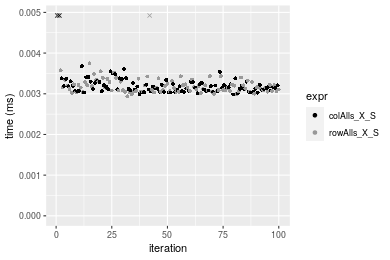 0.005
0.004
0.003
0.002
0.001
0.000
time (ms)
0
25
50
75
100
iteration
expr
colAlls_X_S
rowAlls_X_S